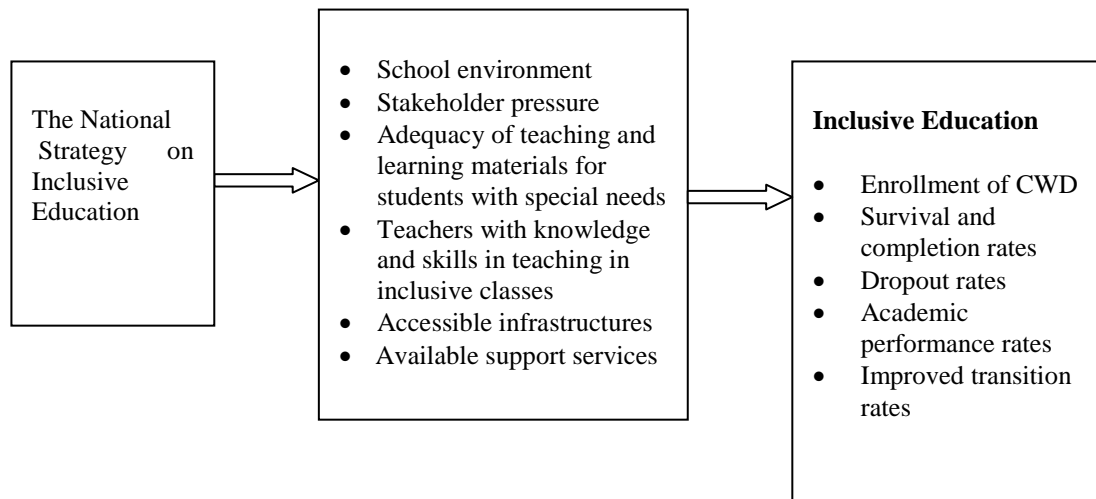 The National
Strategy on
Inclusive
Education
• School environment
• Stakeholder pressure
• Adequacy of teaching and
learning materials for
students with special needs
• Teachers with knowledge
and skills in teaching in
inclusive classes
• Accessible infrastructures
• Available support services
Inclusive Education
• Enrollment of CWD
• Survival and
completion rates
• Dropout rates
• Academic
performance rates
• Improved transition
rates